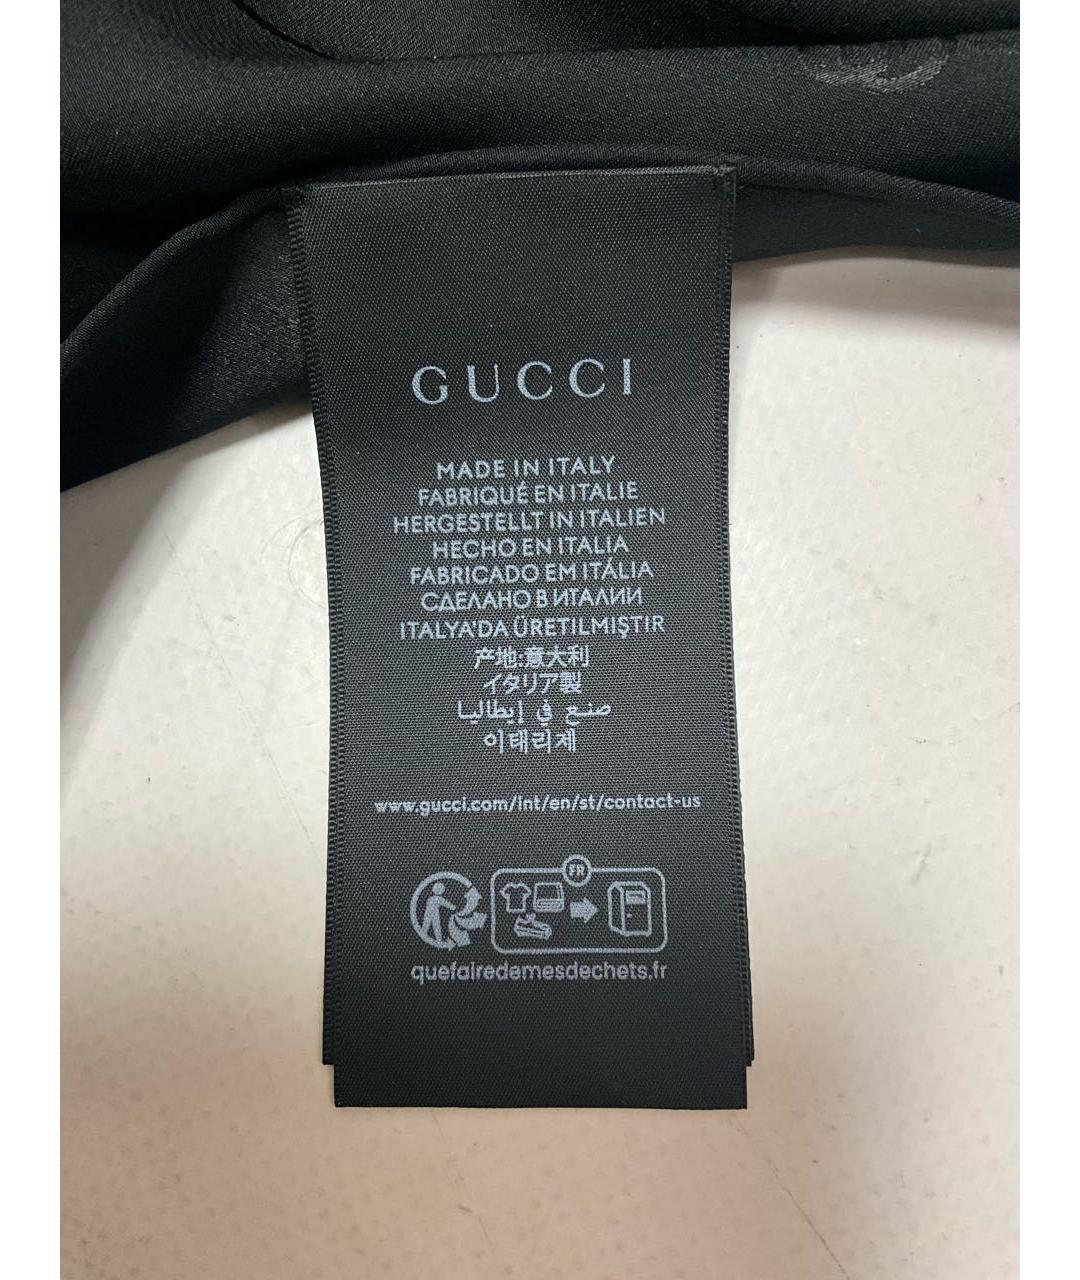 GUCCI
MADE IN ITALY
FABRIQUÉ EN ITALIE
HERGESTELLT IN ITALIEN
HECHO EN ITALIA
FABRICADO EM ITÁLIA
СДЕЛАНО В ИТАЛИИ
ITALYA'DA ÜRETILMIŞTIR
产地:意大利
イタリア製
صنع في إيطاليا
이태리제
www.gucci.com/int/en/st/contact-us
FR
quefairedemesdechets.fr